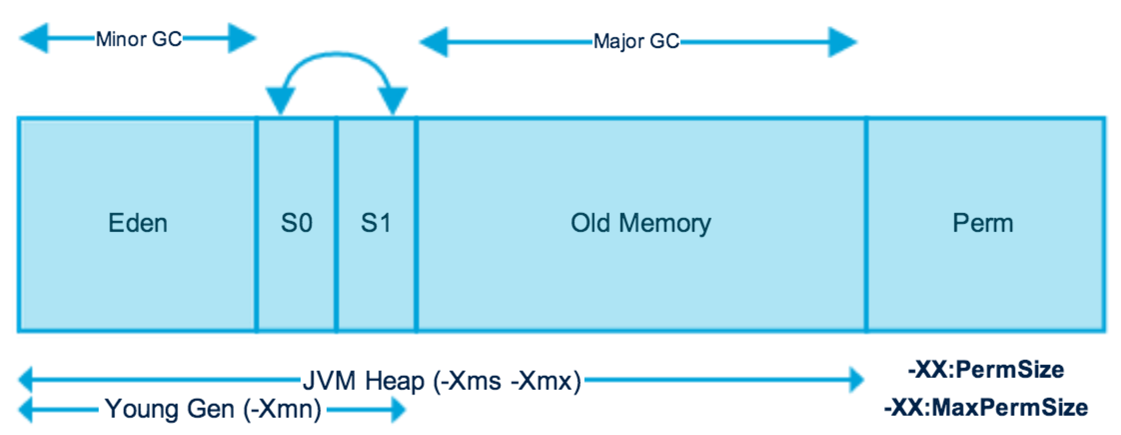 Minor GC
Major GC
Eden
S0
S1
Old Memory
Perm
JVM Heap (-Xms -Xmx)
Young Gen (-Xmn)
-XX:PermSize
-XX:MaxPermSize